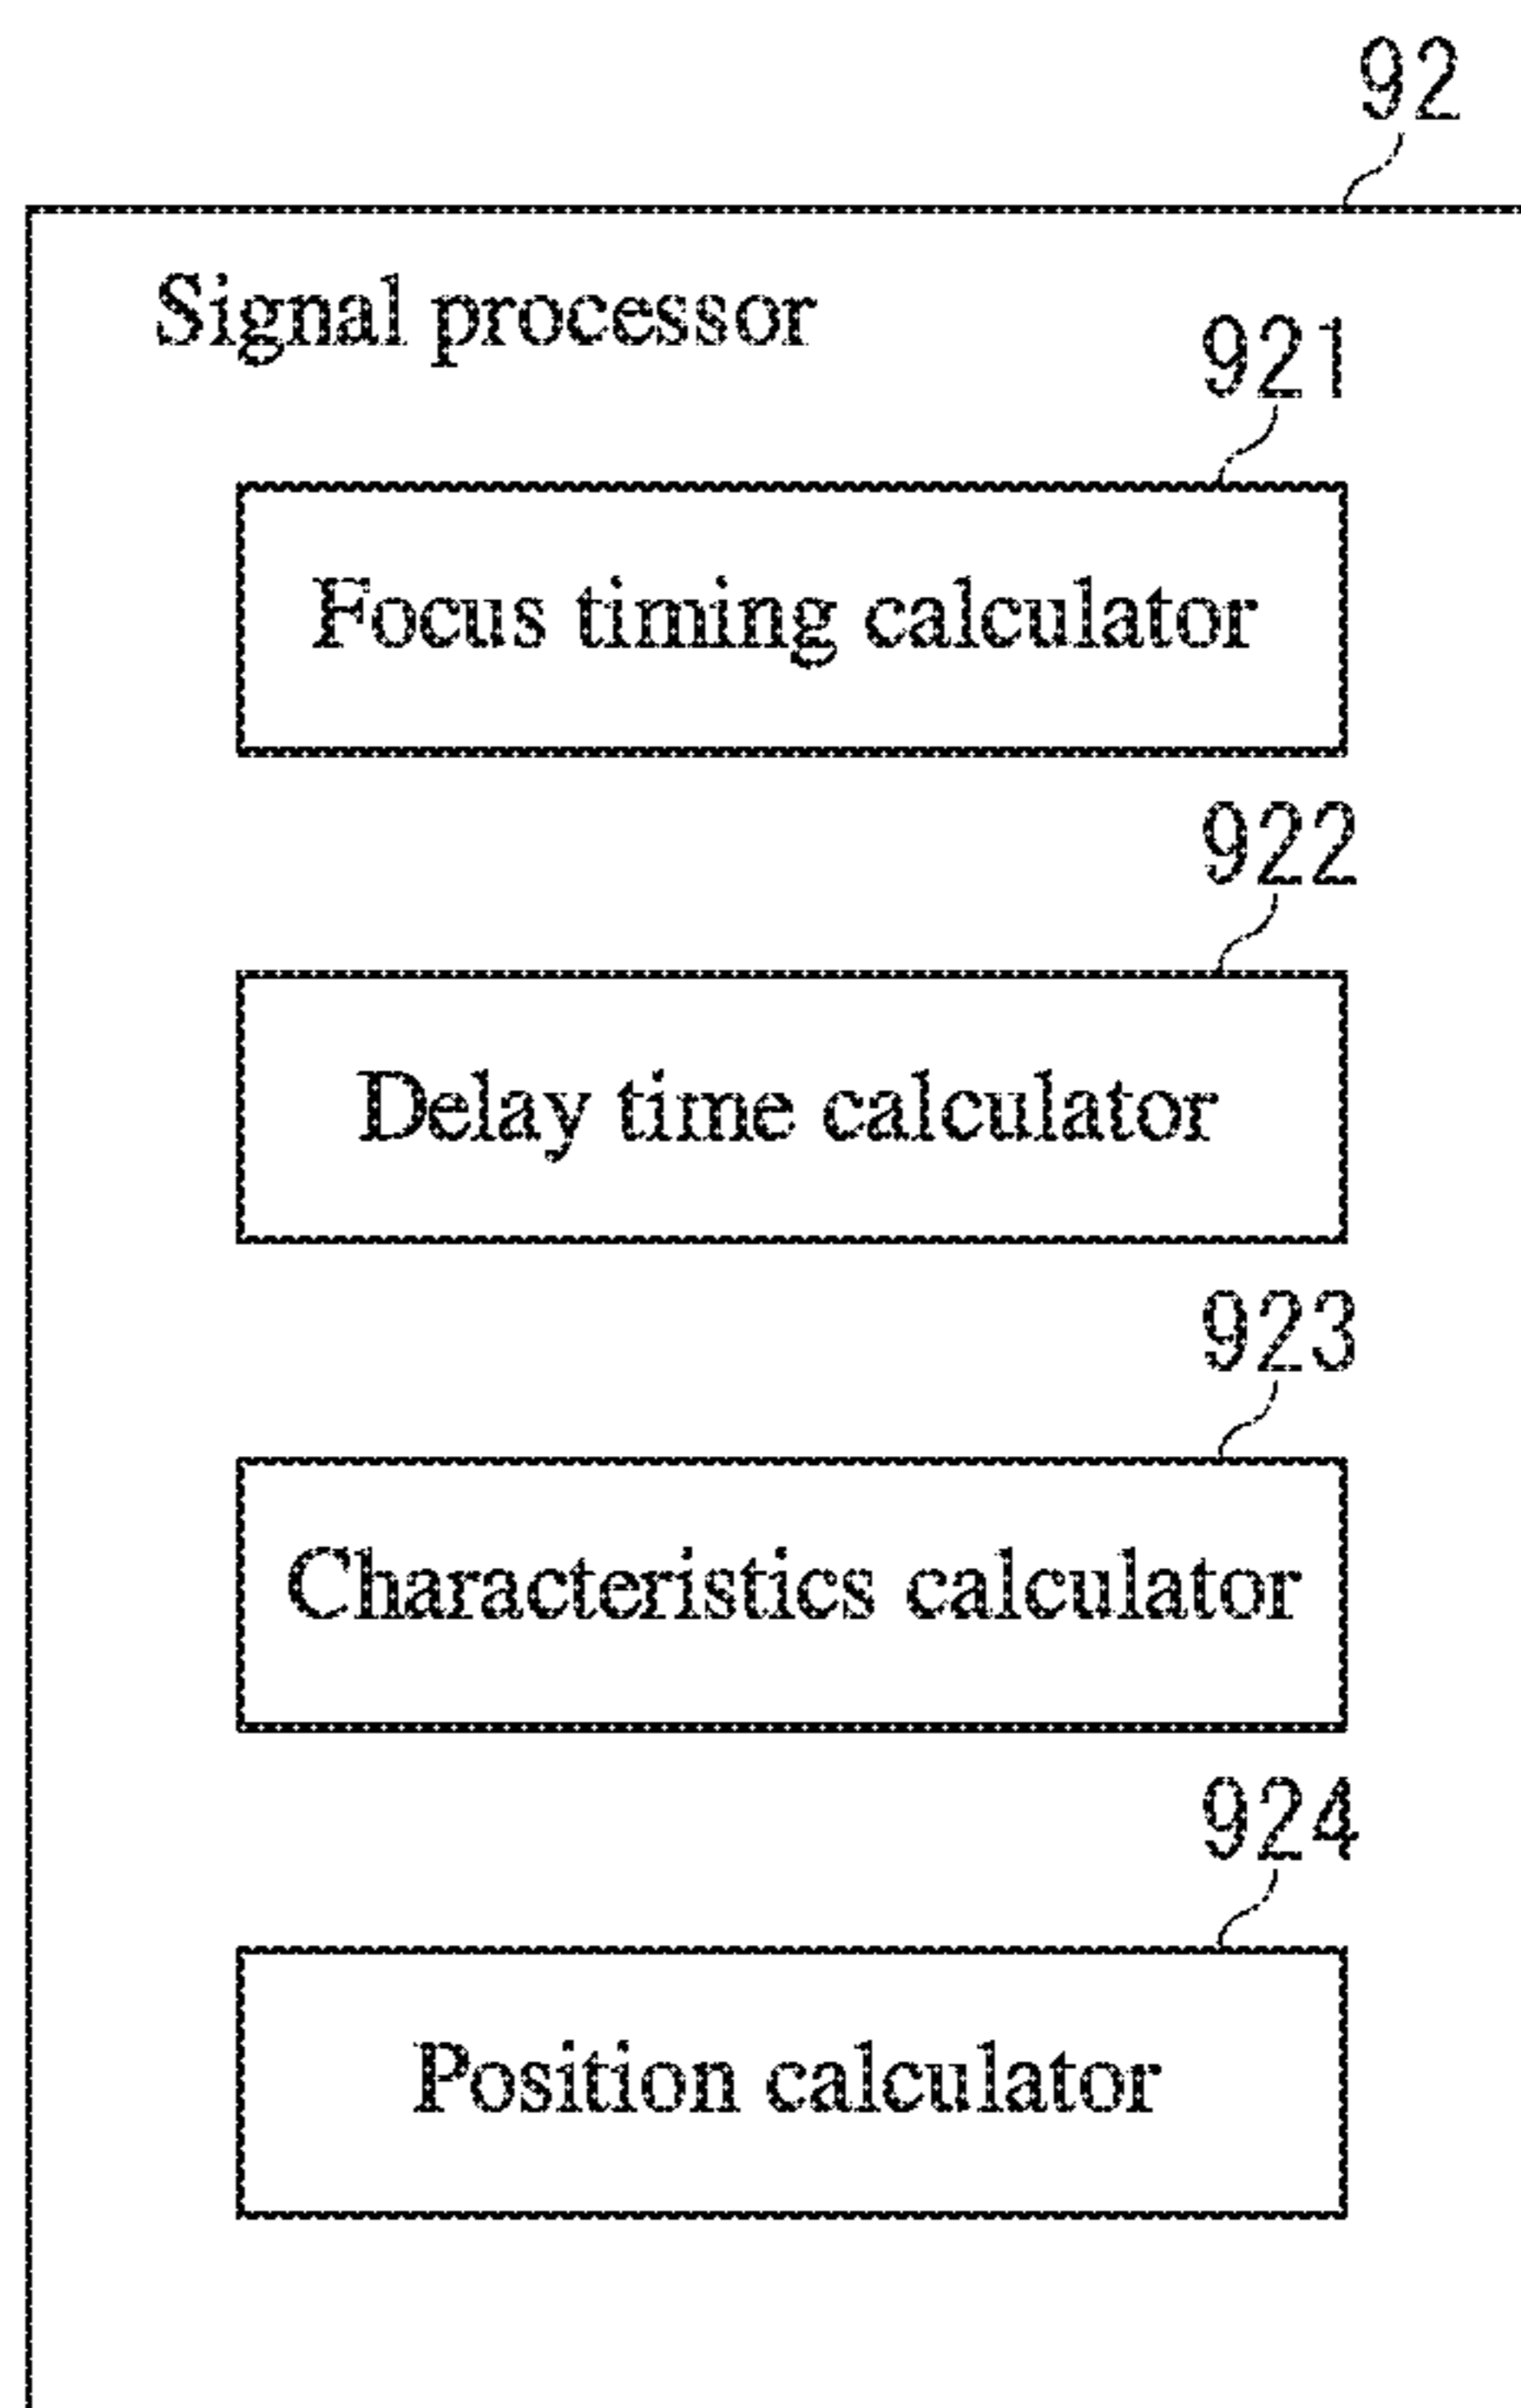 92
Signal processor
921
Focus timing calculator
922
Delay time calculator
923
Characteristics calculator
924
Position calculator